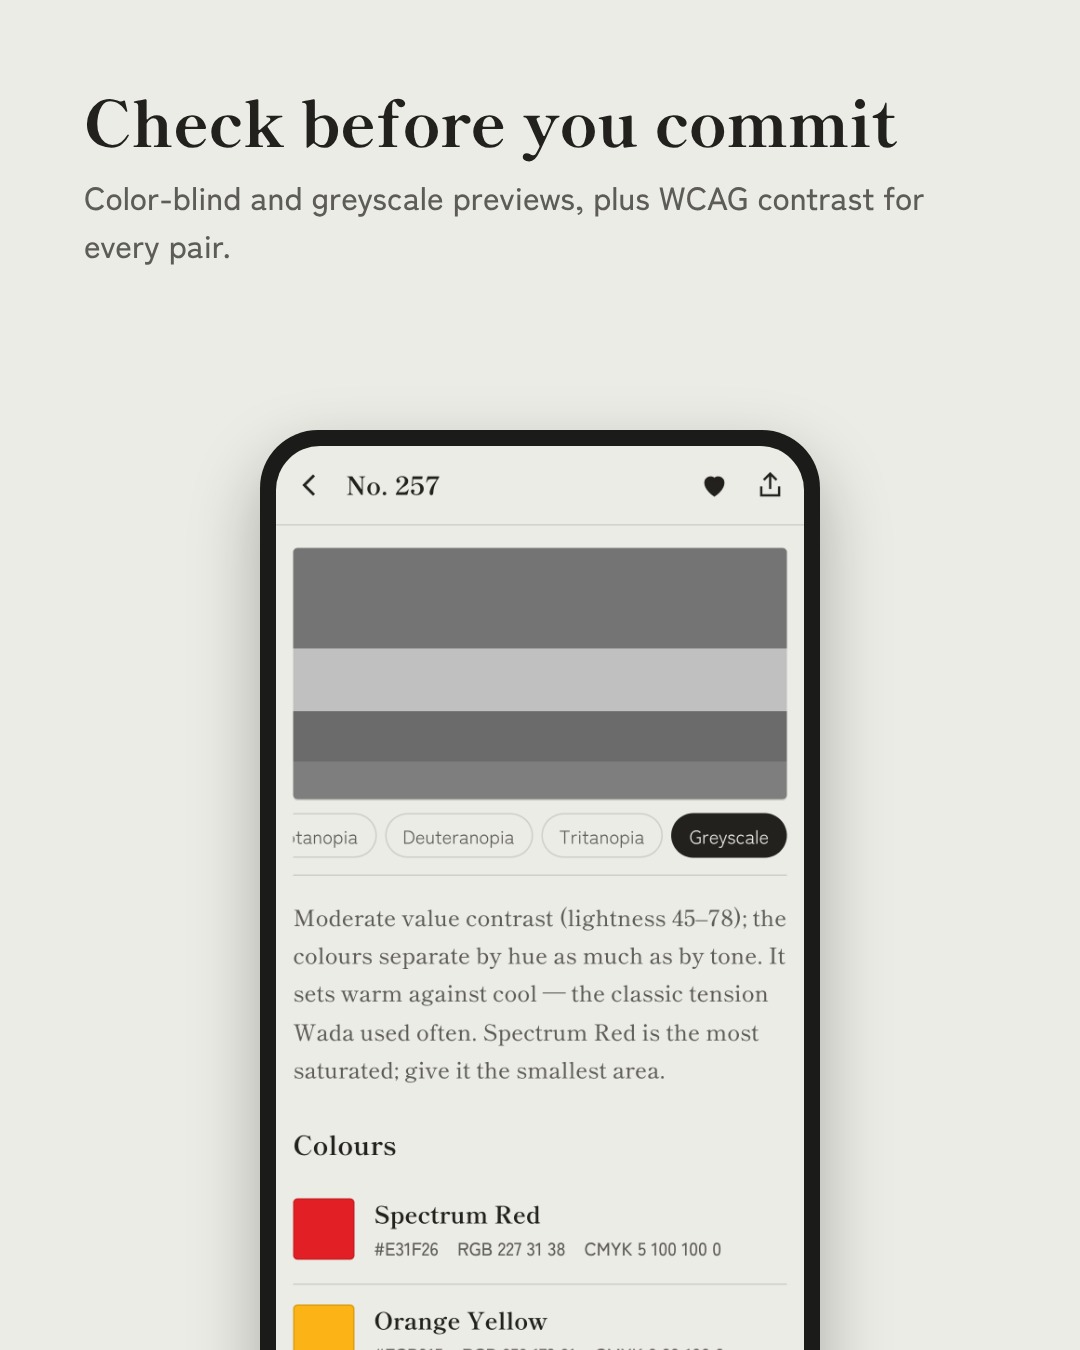 Check before you commit
Color-blind and greyscale previews, plus WCAG contrast for
every pair.
No. 257
Deuteranopia
Tritanopia
Greyscale
Moderate value contrast (lightness 45–78); the
colours separate by hue as much as by tone. It
sets warm against cool — the classic tension
Wada used often. Spectrum Red is the most
saturated; give it the smallest area.
Colours
Spectrum Red
#E31F26 RGB 227 31 38 CMYK 5 100 100 0
Orange Yellow